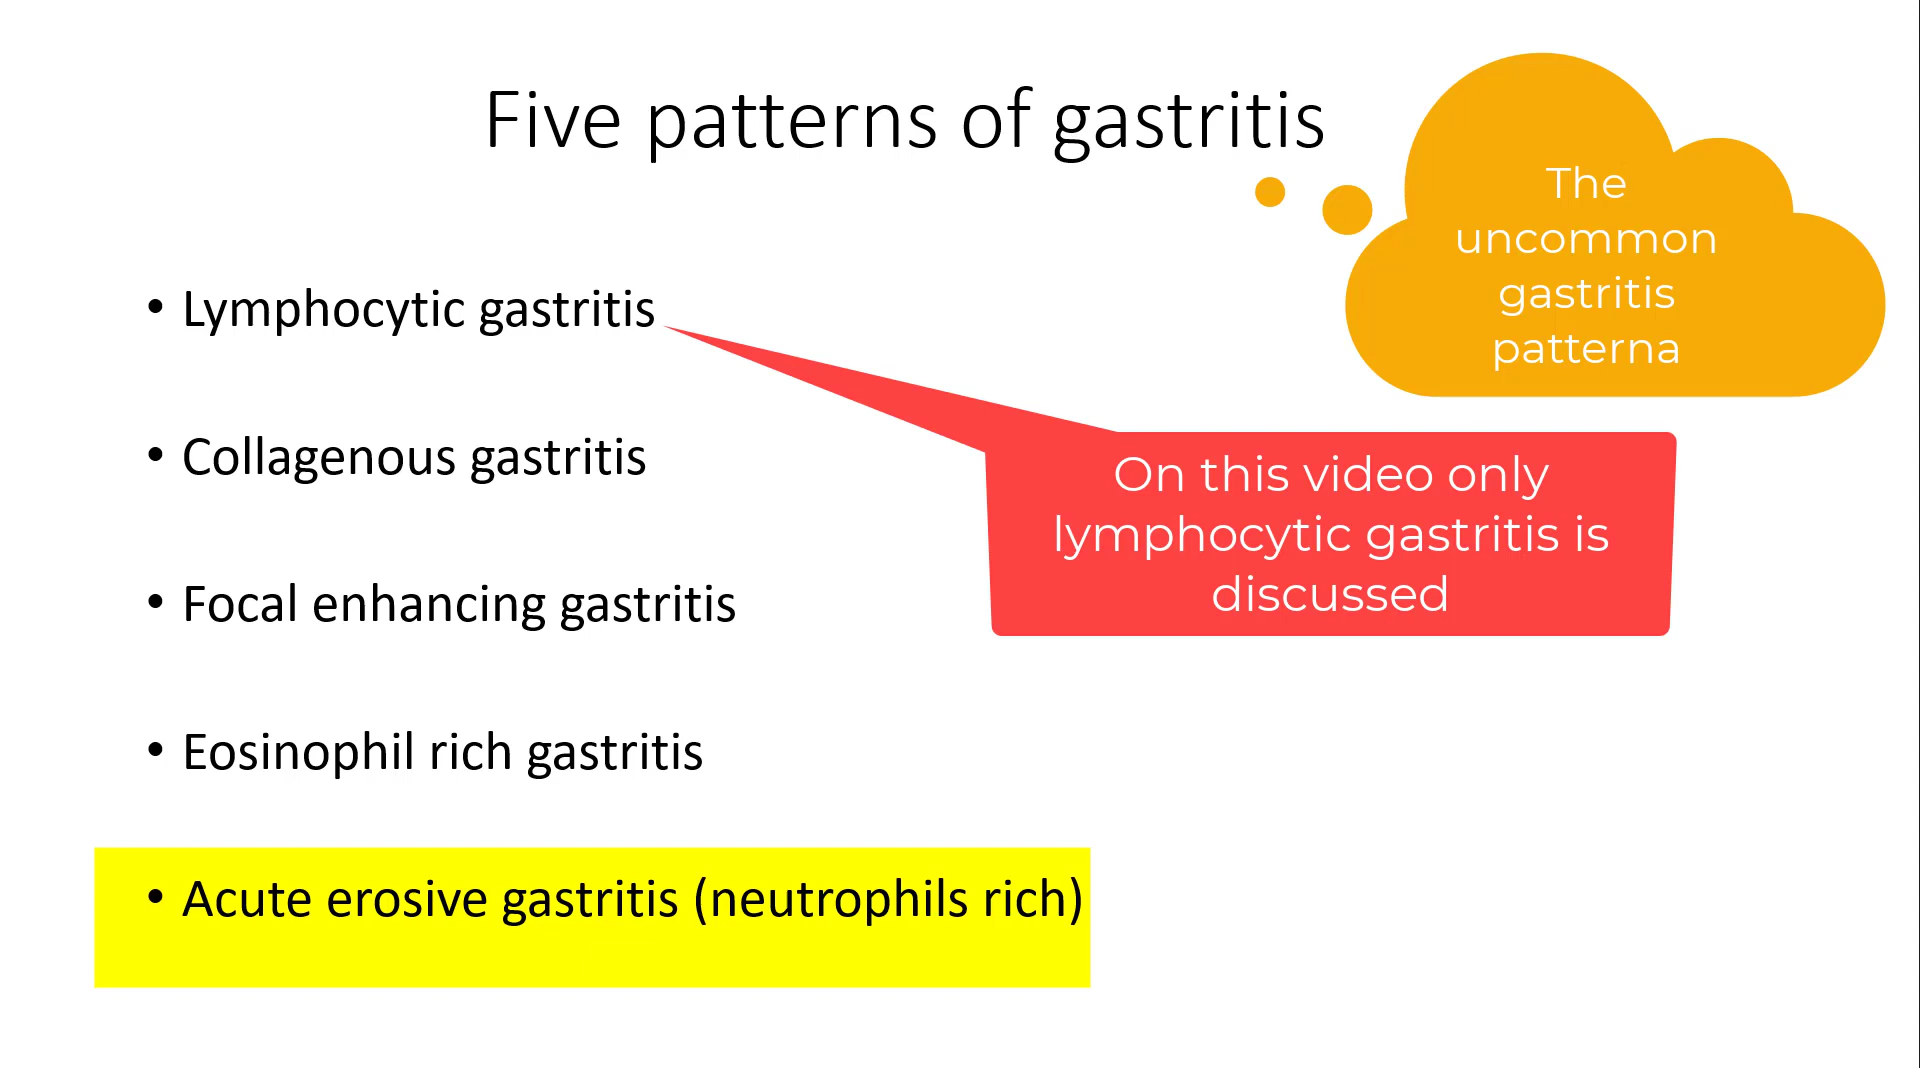 Five patterns of gastritis
The
uncommon
gastritis
patterna
• Lymphocytic gastritis
• Collagenous gastritis
On this video only
lymphocytic gastritis is
discussed
• Focal enhancing gastritis
• Eosinophil rich gastritis
• Acute erosive gastritis (neutrophils rich)